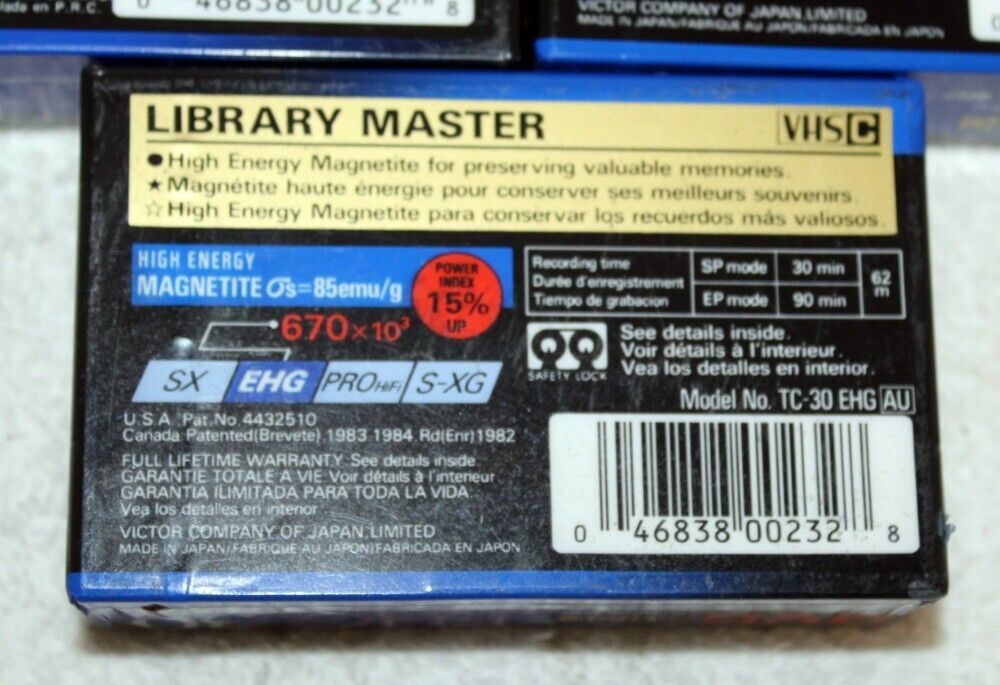 lada en P.R.C.
0 46838 00232 8
VICTOR COMPANY OF JAPAN, LIMITED
MADE IN JAPAN/FABRIQUE AU JAPON/FABRICADA EN JAPON
LIBRARY MASTER
VHS C
●High Energy Magnetite for preserving valuable memories.
★Magnétite haute énergie pour conserver ses meilleurs souvenirs.
☆High Energy Magnetite para conservar los recuerdos más valiosos.
HIGH ENERGY
MAGNETITE σs=85emu/g
POWER
INDEX
15%
UP
670×10³
SX EHG PROHiFi S-XG
Recording time
Durée d'enregistrement
Tiempo de grabacion
SP mode 30 min
EP mode 90 min
62
m
SAFETY LOCK
See details inside.
Voir détails à l'interieur.
Vea los detalles en interior.
Model No. TC-30 EHG AU
U.S.A. Pat. No. 4432510
Canada Patented(Brevete) 1983 1984. Rd(Enr)1982
FULL LIFETIME WARRANTY See details inside
GARANTIE TOTALE A VIE Voir détails à l'interieur
GARANTIA ILIMITADA PARA TODA LA VIDA
Vea los detalles en interior
VICTOR COMPANY OF JAPAN, LIMITED
MADE IN JAPAN/FABRIQUE AU JAPON/FABRICADA EN JAPON
0 46838 00232 8